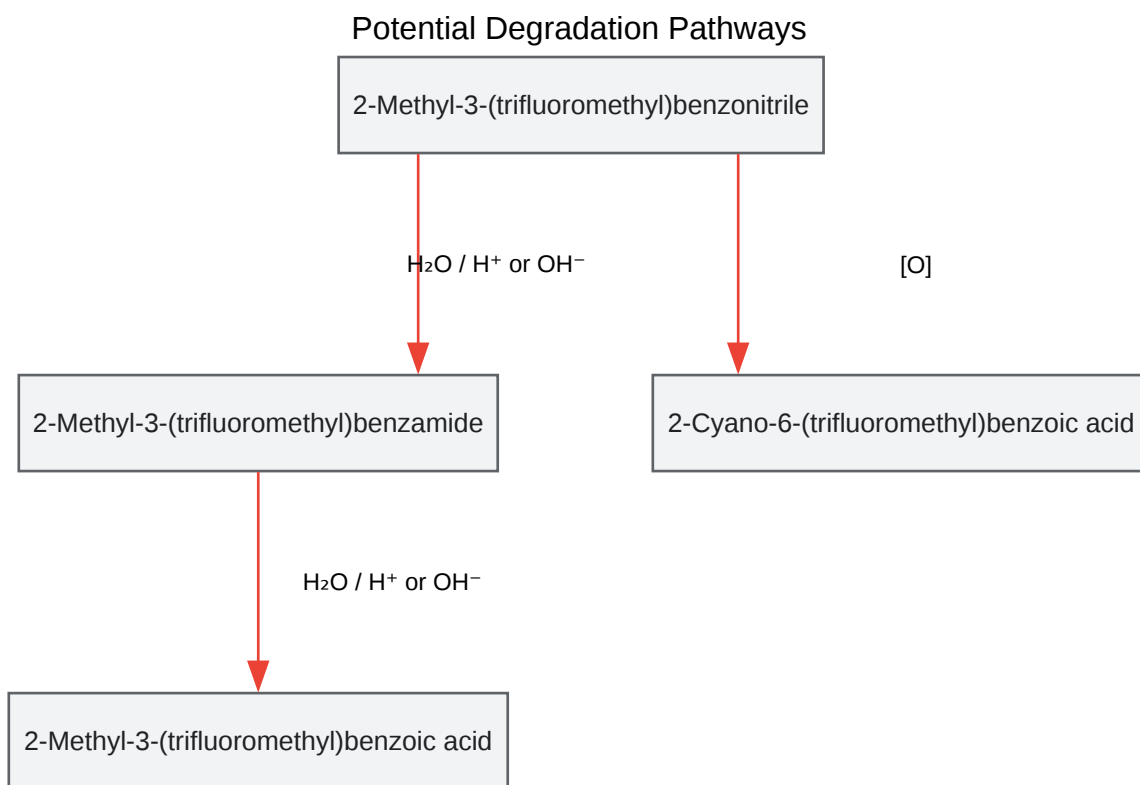 Potential Degradation Pathways
2-Methyl-3-(trifluoromethyl)benzonitrile
H₂O / H⁺ or OH⁻
[O]
2-Methyl-3-(trifluoromethyl)benzamide
2-Cyano-6-(trifluoromethyl)benzoic acid
H₂O / H⁺ or OH⁻
2-Methyl-3-(trifluoromethyl)benzoic acid